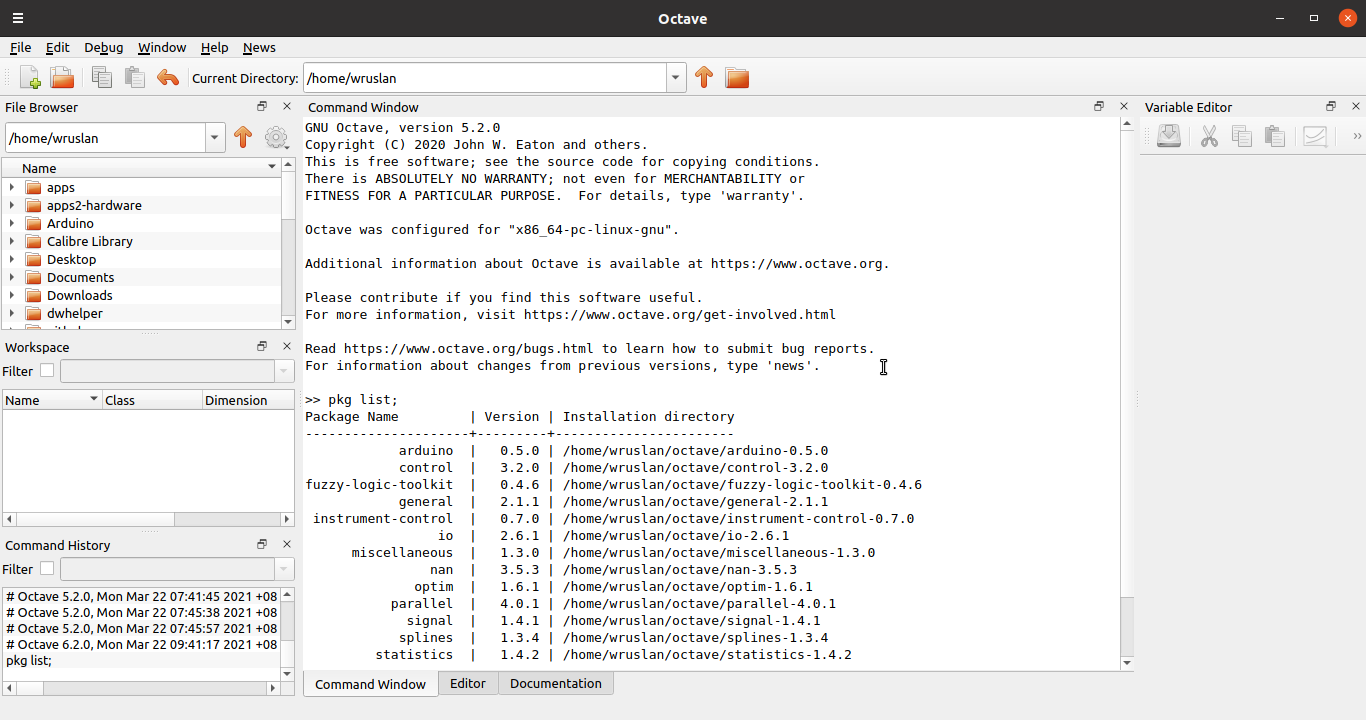 Octave
File Edit Debug Window Help News
Current Directory: /home/wruslan
File Browser
/home/wruslan
Name
apps
apps2-hardware
Arduino
Calibre Library
Desktop
Documents
Downloads
dwhelper
Workspace
Filter
Name Class Dimension
Command History
Filter
# Octave 5.2.0, Mon Mar 22 07:41:45 2021 +08
# Octave 5.2.0, Mon Mar 22 07:45:38 2021 +08
# Octave 5.2.0, Mon Mar 22 07:45:57 2021 +08
# Octave 6.2.0, Mon Mar 22 09:41:17 2021 +08
pkg list;
Command Window
GNU Octave, version 5.2.0
Copyright (C) 2020 John W. Eaton and others.
This is free software; see the source code for copying conditions.
There is ABSOLUTELY NO WARRANTY; not even for MERCHANTABILITY or
FITNESS FOR A PARTICULAR PURPOSE.  For details, type 'warranty'.
Octave was configured for "x86_64-pc-linux-gnu".
Additional information about Octave is available at https://www.octave.org.
Please contribute if you find this software useful.
For more information, visit https://www.octave.org/get-involved.html
Read https://www.octave.org/bugs.html to learn how to submit bug reports.
For information about changes from previous versions, type 'news'.
>> pkg list;
Package Name         | Version | Installation directory
---------------------+---------+-----------------------
arduino  |   0.5.0 | /home/wruslan/octave/arduino-0.5.0
control  |   3.2.0 | /home/wruslan/octave/control-3.2.0
fuzzy-logic-toolkit  |   0.4.6 | /home/wruslan/octave/fuzzy-logic-toolkit-0.4.6
general  |   2.1.1 | /home/wruslan/octave/general-2.1.1
instrument-control  |   0.7.0 | /home/wruslan/octave/instrument-control-0.7.0
io  |   2.6.1 | /home/wruslan/octave/io-2.6.1
miscellaneous  |   1.3.0 | /home/wruslan/octave/miscellaneous-1.3.0
nan  |   3.5.3 | /home/wruslan/octave/nan-3.5.3
optim  |   1.6.1 | /home/wruslan/octave/optim-1.6.1
parallel  |   4.0.1 | /home/wruslan/octave/parallel-4.0.1
signal  |   1.4.1 | /home/wruslan/octave/signal-1.4.1
splines  |   1.3.4 | /home/wruslan/octave/splines-1.3.4
statistics  |   1.4.2 | /home/wruslan/octave/statistics-1.4.2
Command Window Editor Documentation
Variable Editor